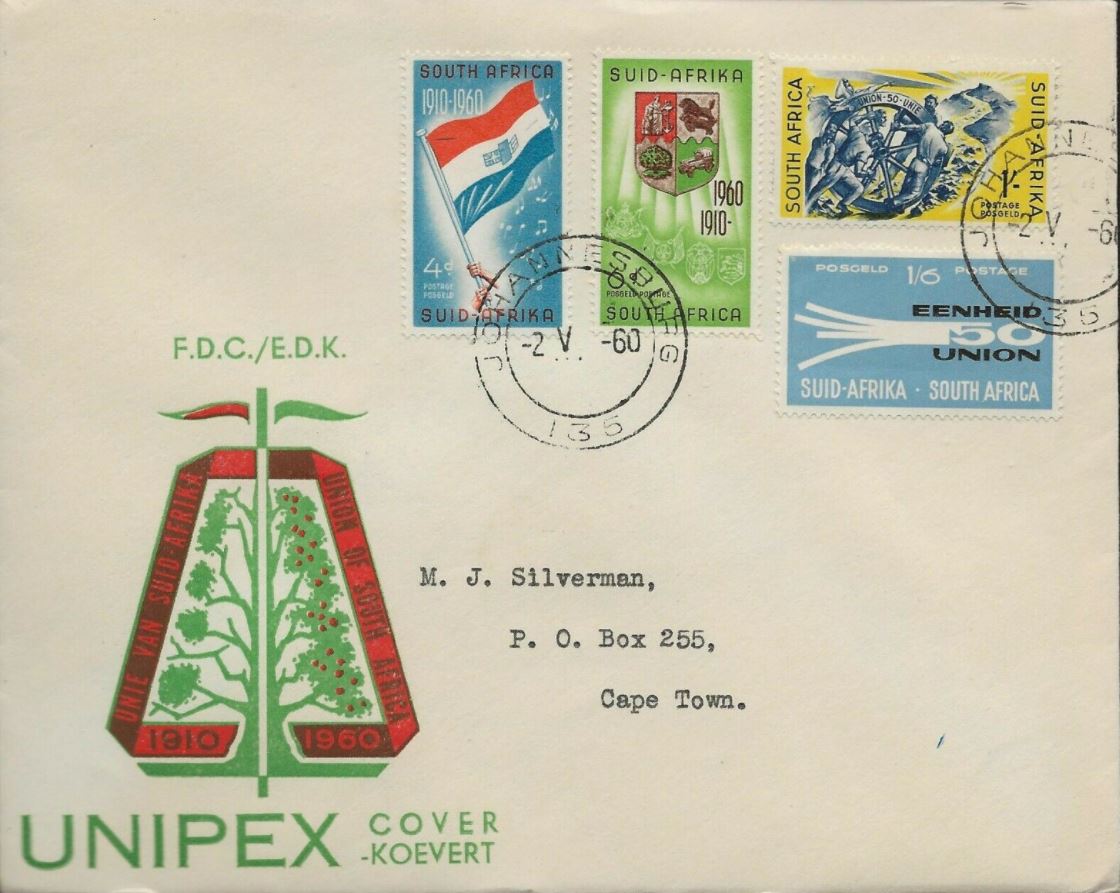 SOUTH AFRICA
1910-1960
4d
POSTAGE
POSGELD
SUID-AFRIKA
SUID-AFRIKA
1960
1910-
6d
POSGELD-POSTAGE
SOUTH AFRICA
SOUTH AFRICA
UNION-50-UNIE
1/-
POSTAGE
POSGELD
SUID-AFRIKA
POSGELD 1/6 POSTAGE
EENHEID
50
UNION
SUID-AFRIKA · SOUTH AFRICA
JOHANNESBURG
-2 V -60
135
JOHANNE
-2 V -60
135
F.D.C./E.D.K.
UNIE VAN SUID-AFRIKA
UNION OF SOUTH AFRICA
1910 1960
UNIPEX COVER
-KOEVERT
M. J. Silverman,
P. O. Box 255,
Cape Town.